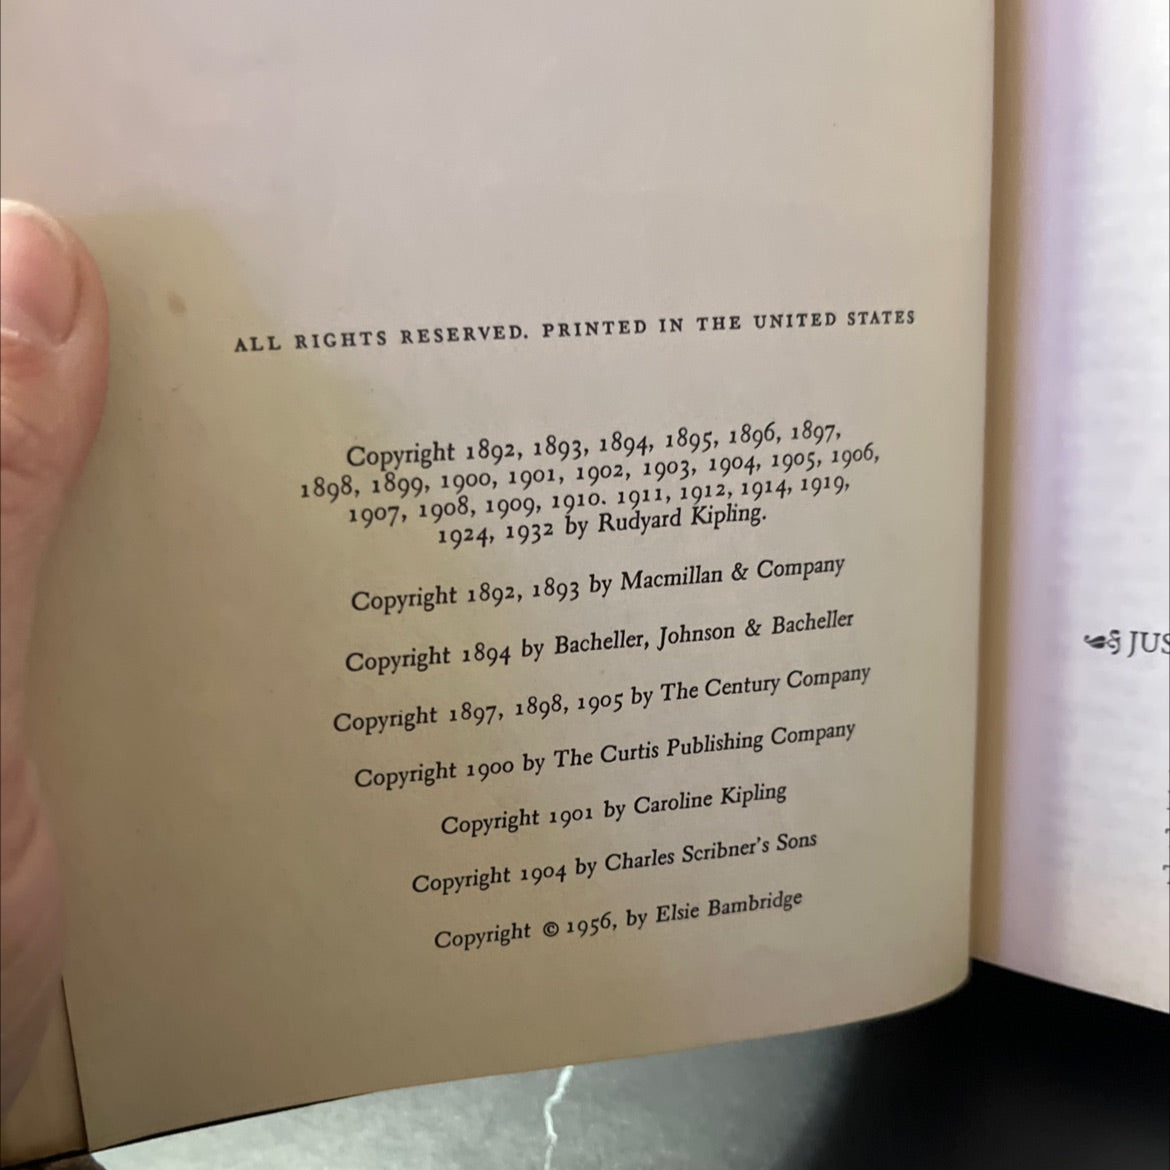 ALL RIGHTS RESERVED. PRINTED IN THE UNITED STATES
Copyright 1892, 1893, 1894, 1895, 1896, 1897,
1898, 1899, 1900, 1901, 1902, 1903, 1904, 1905, 1906,
1907, 1908, 1909, 1910. 1911, 1912, 1914, 1919,
1924, 1932 by Rudyard Kipling.
Copyright 1892, 1893 by Macmillan & Company
Copyright 1894 by Bacheller, Johnson & Bacheller
Copyright 1897, 1898, 1905 by The Century Company
Copyright 1900 by The Curtis Publishing Company
Copyright 1901 by Caroline Kipling
Copyright 1904 by Charles Scribner's Sons
Copyright © 1956, by Elsie Bambridge
JUS